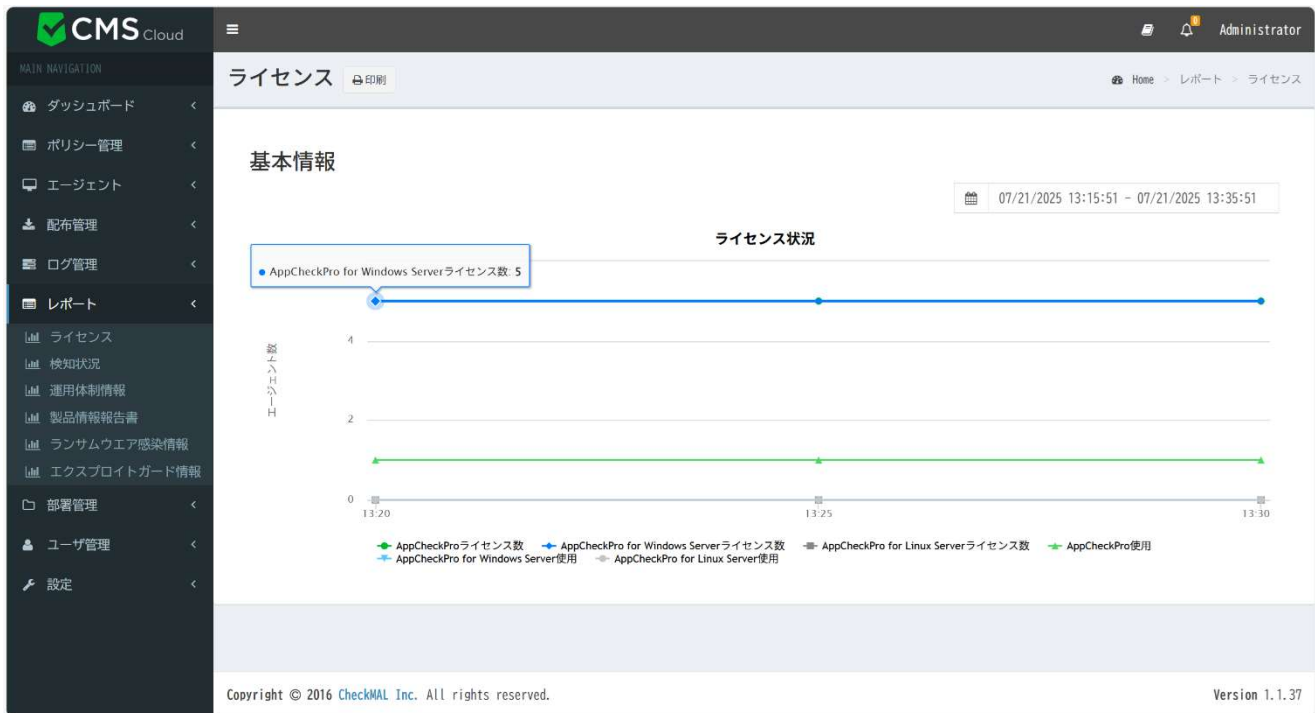 CMS Cloud
0
Administrator
MAIN NAVIGATION
ライセンス 印刷
Home > レポート > ライセンス
ダッシュボード
ポリシー管理
エージェント
配布管理
ログ管理
レポート
ライセンス
検知状況
運用体制情報
製品情報報告書
ランサムウエア感染情報
エクスプロイトガード情報
部署管理
ユーザ管理
設定
基本情報
07/21/2025 13:15:51 - 07/21/2025 13:35:51
ライセンス状況
AppCheckPro for Windows Serverライセンス数: 5
エージェント数
4
2
0
13:20 13:25 13:30
AppCheckProライセンス数 AppCheckPro for Windows Serverライセンス数 AppCheckPro for Linux Serverライセンス数 AppCheckPro使用
AppCheckPro for Windows Server使用 AppCheckPro for Linux Server使用
Copyright © 2016 CheckMAL Inc. All rights reserved.
Version 1.1.37